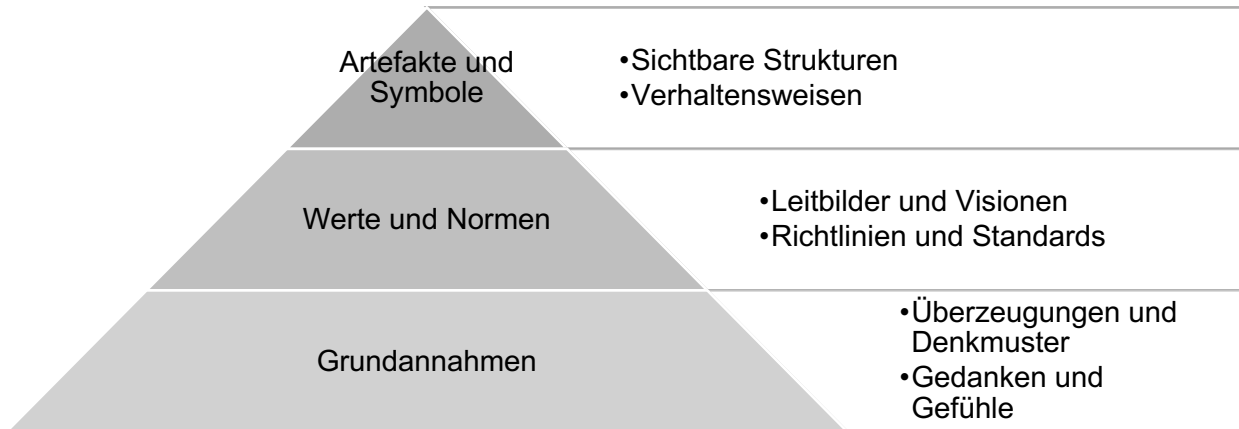 Artefakte und
Symbole
•Sichtbare Strukturen
•Verhaltensweisen
Werte und Normen
•Leitbilder und Visionen
•Richtlinien und Standards
Grundannahmen
•Überzeugungen und
Denkmuster
•Gedanken und
Gefühle